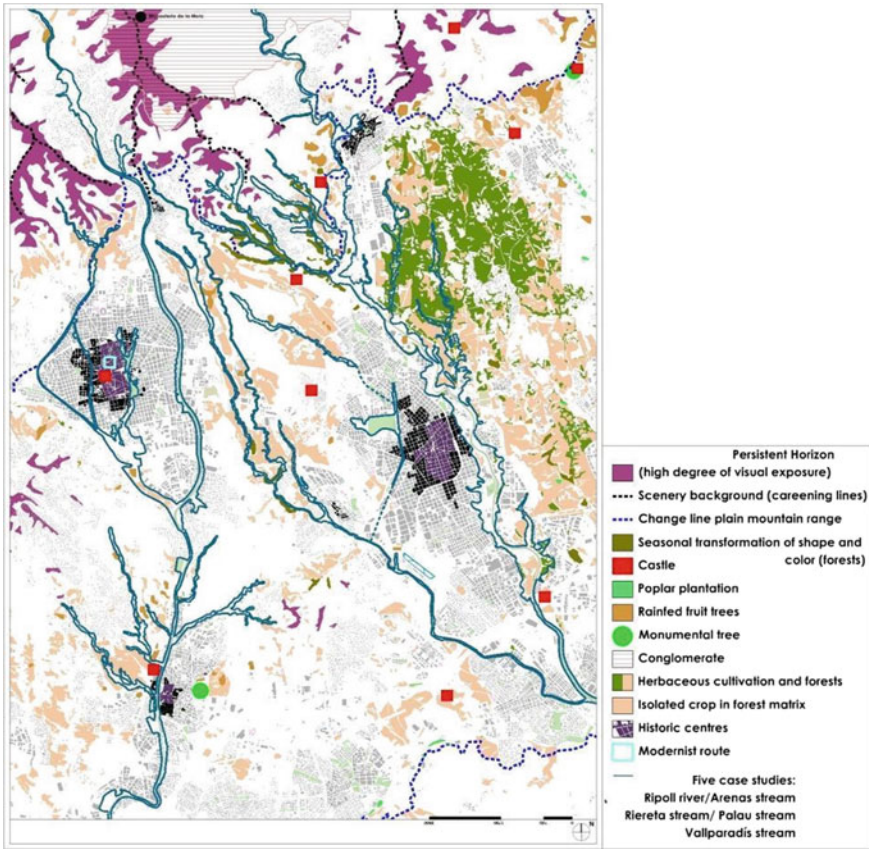 Persistent Horizon
(high degree of visual exposure)
Scenery background (careening lines)
Change line plain mountain range
Seasonal transformation of shape and
color (forests)
Castle
Poplar plantation
Rainfed fruit trees
Monumental tree
Conglomerate
Herbaceous cultivation and forests
Isolated crop in forest matrix
Historic centres
Modernist route
Five case studies:
Ripoll river/Arenas stream
Riereta stream/ Palau stream
Vallparadís stream